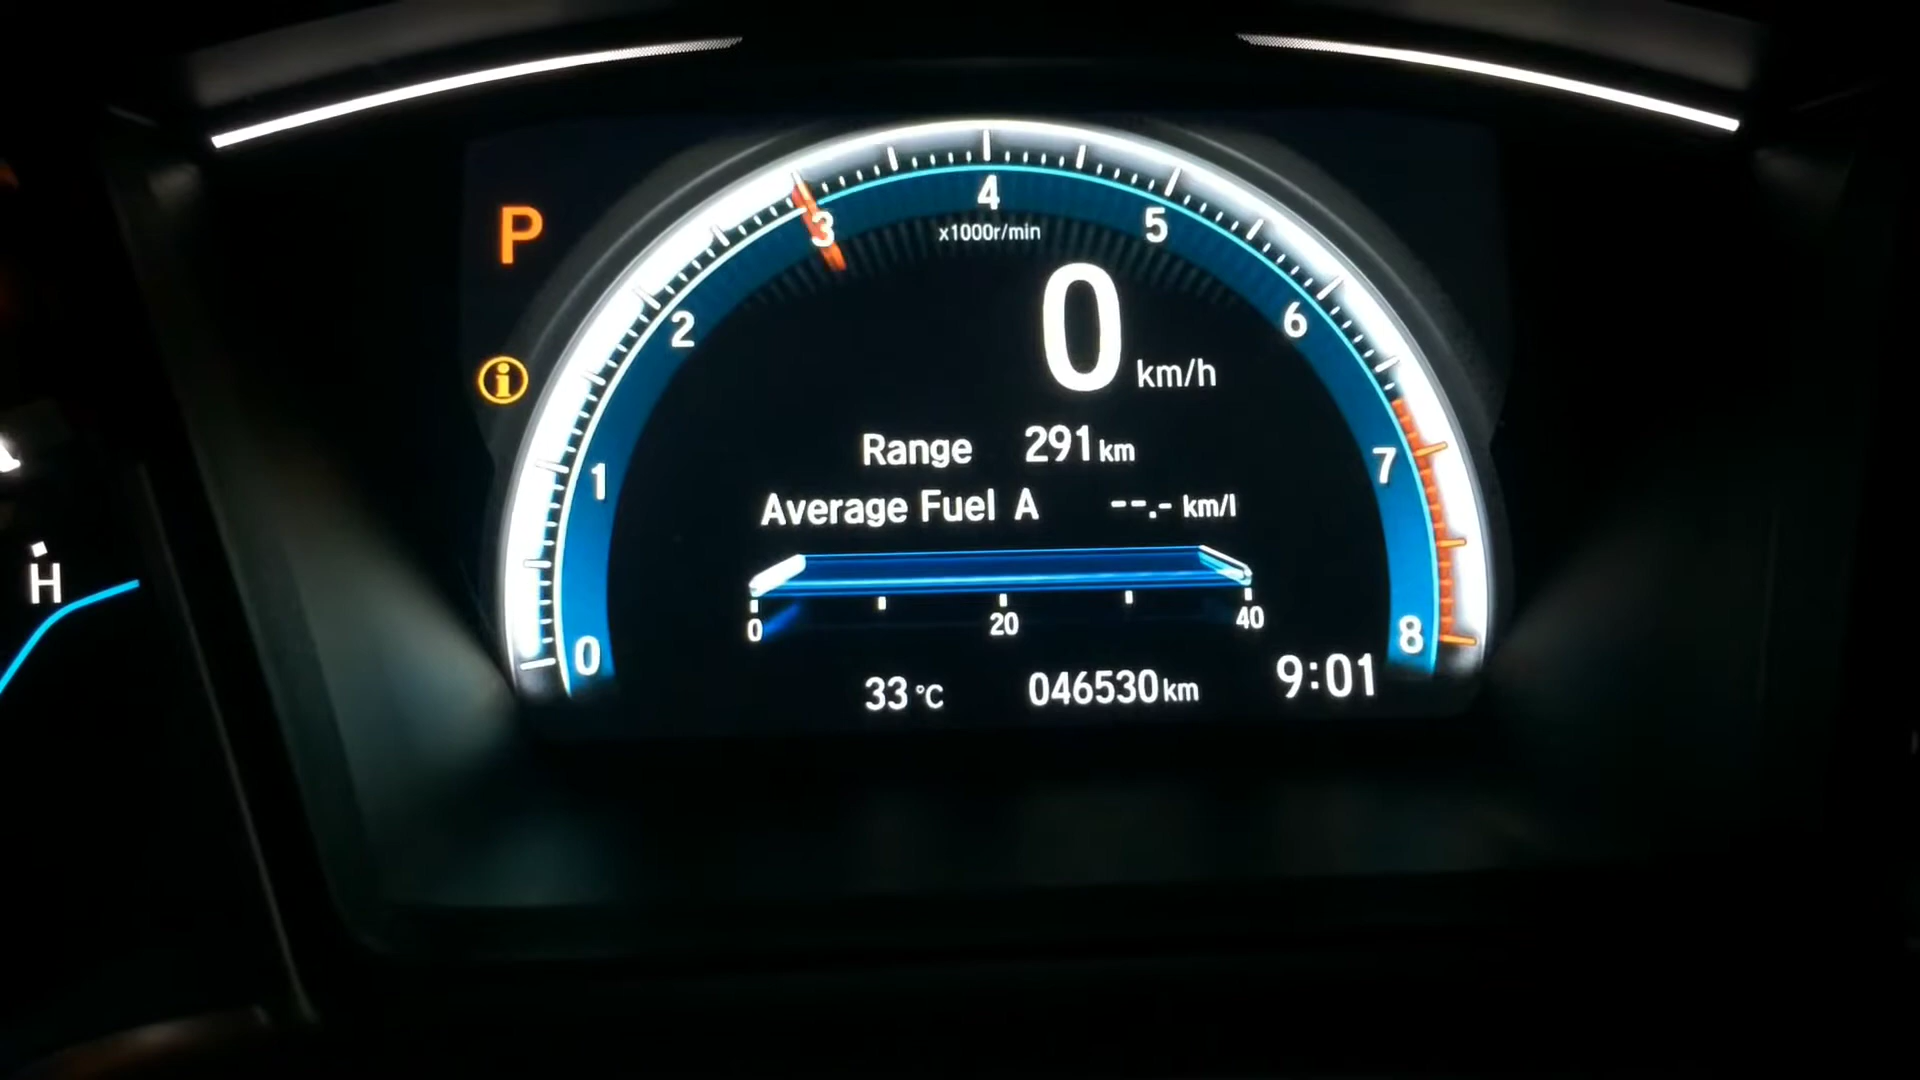 P
4
3
5
x1000r/min
2
6
0 km/h
i
Range 291 km
7
1
Average Fuel A --.- km/l
H
0 20 40
0
8
33 °C 046530 km 9:01